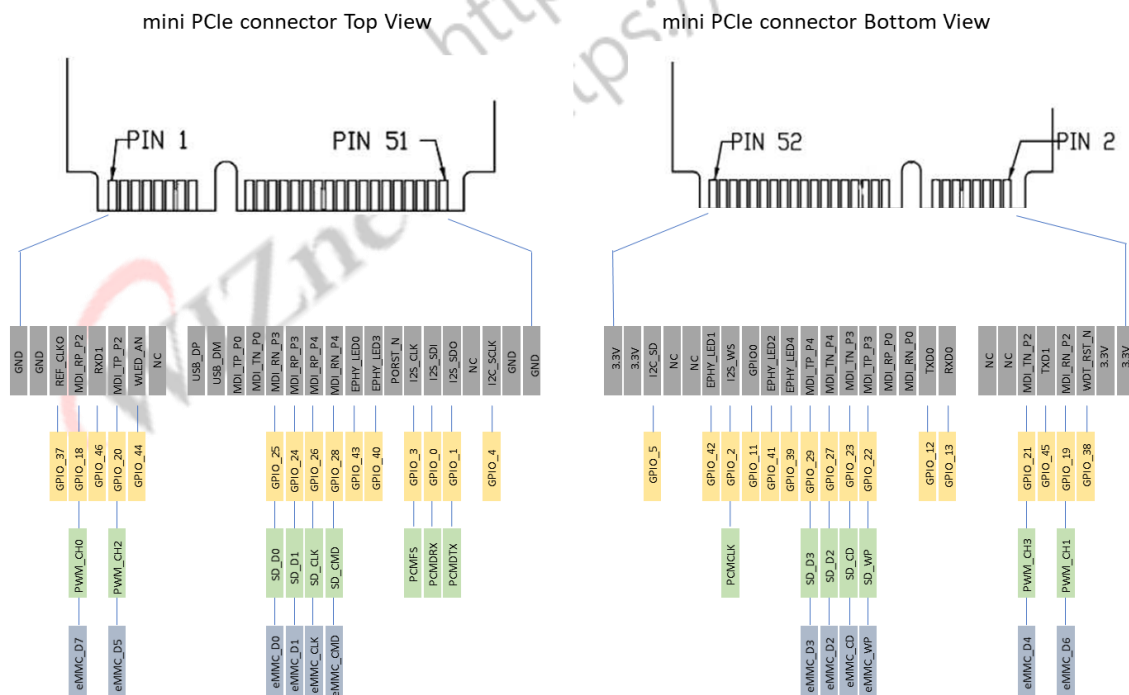 mini PCIe connector Top View
mini PCIe connector Bottom View
http
https:/
PIN 1
PIN 51
PIN 52
PIN 2
WIZnet
GND
GND
REF_CLKO
MDI_RP_P2
RXD1
MDI_TP_P2
WLED_AN
NC
USB_DP
USB_DM
MDI_TP_P0
MDI_TN_P0
MDI_RN_P3
MDI_RP_P3
MDI_RP_P4
MDI_RN_P4
EPHY_LED0
EPHY_LED3
PORST_N
I2S_CLK
I2S_SDI
I2S_SDO
NC
I2C_SCLK
GND
GND
3.3V
3.3V
I2C_SD
NC
NC
EPHY_LED1
I2S_WS
GPIO0
EPHY_LED2
EPHY_LED4
MDI_TP_P4
MDI_TN_P4
MDI_TN_P3
MDI_TP_P3
MDI_RP_P0
MDI_RN_P0
TXD0
RXD0
NC
NC
MDI_TN_P2
TXD1
MDI_RN_P2
WDT_RST_N
3.3V
3.3V
GPIO_37
GPIO_18
GPIO_46
GPIO_20
GPIO_44
GPIO_25
GPIO_24
GPIO_26
GPIO_28
GPIO_43
GPIO_40
GPIO_3
GPIO_0
GPIO_1
GPIO_4
GPIO_5
GPIO_42
GPIO_2
GPIO_11
GPIO_41
GPIO_39
GPIO_29
GPIO_27
GPIO_23
GPIO_22
GPIO_12
GPIO_13
GPIO_21
GPIO_45
GPIO_19
GPIO_38
PWM_CH0
PWM_CH2
SD_D0
SD_D1
SD_CLK
SD_CMD
PCMFS
PCMDRX
PCMDTX
PCMCLK
SD_D3
SD_D2
SD_CD
SD_WP
PWM_CH3
PWM_CH1
eMMC_D7
eMMC_D5
eMMC_D0
eMMC_D1
eMMC_CLK
eMMC_CMD
eMMC_D3
eMMC_D2
eMMC_CD
eMMC_WP
eMMC_D4
eMMC_D6